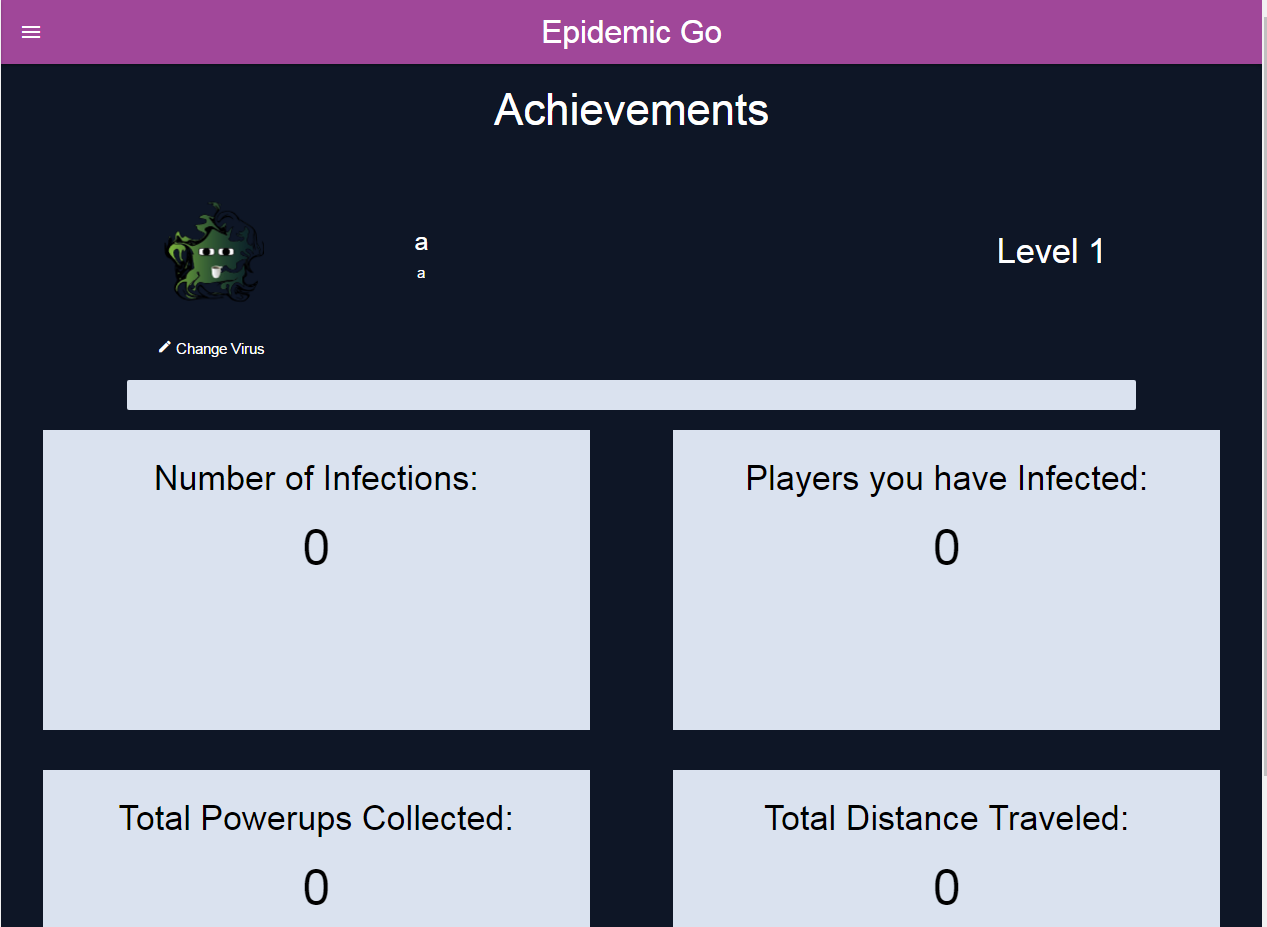 Epidemic Go
Achievements
a
a
Level 1
Change Virus
Number of Infections:
0
Players you have Infected:
0
Total Powerups Collected:
0
Total Distance Traveled:
0